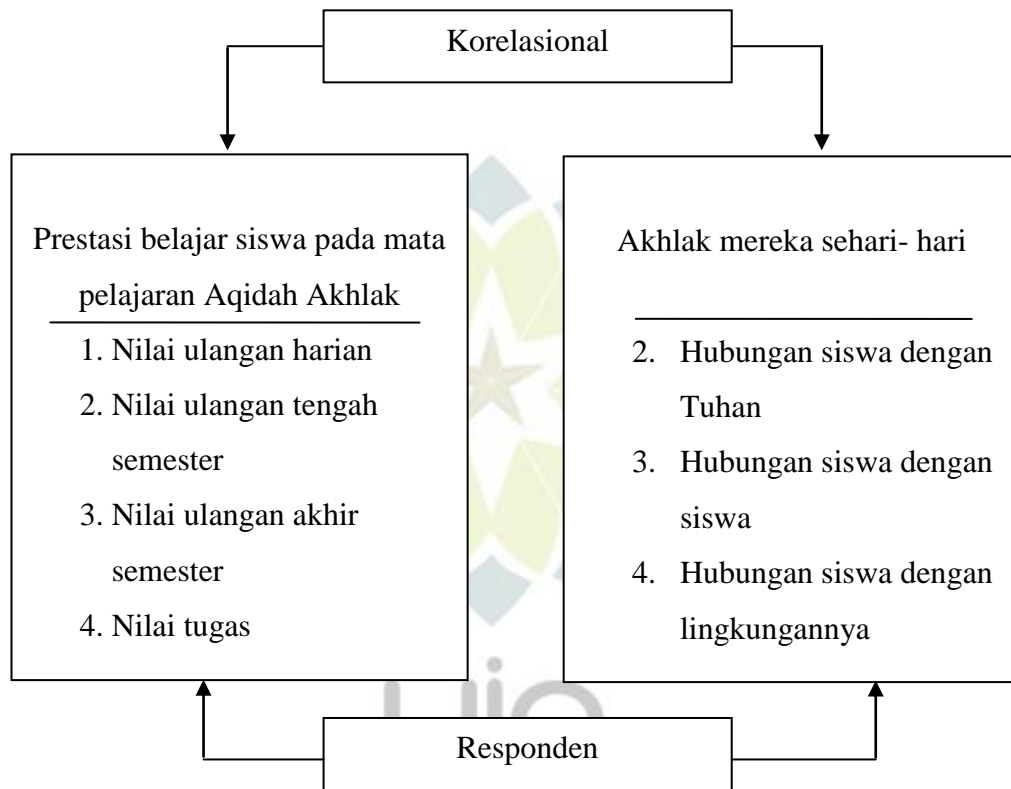 Korelasional
Prestasi belajar siswa pada mata
pelajaran Aqidah Akhlak
1. Nilai ulangan harian
2. Nilai ulangan tengah
semester
3. Nilai ulangan akhir
semester
4. Nilai tugas
Akhlak mereka sehari- hari
2. Hubungan siswa dengan
Tuhan
3. Hubungan siswa dengan
siswa
4. Hubungan siswa dengan
lingkungannya
uin
Responden